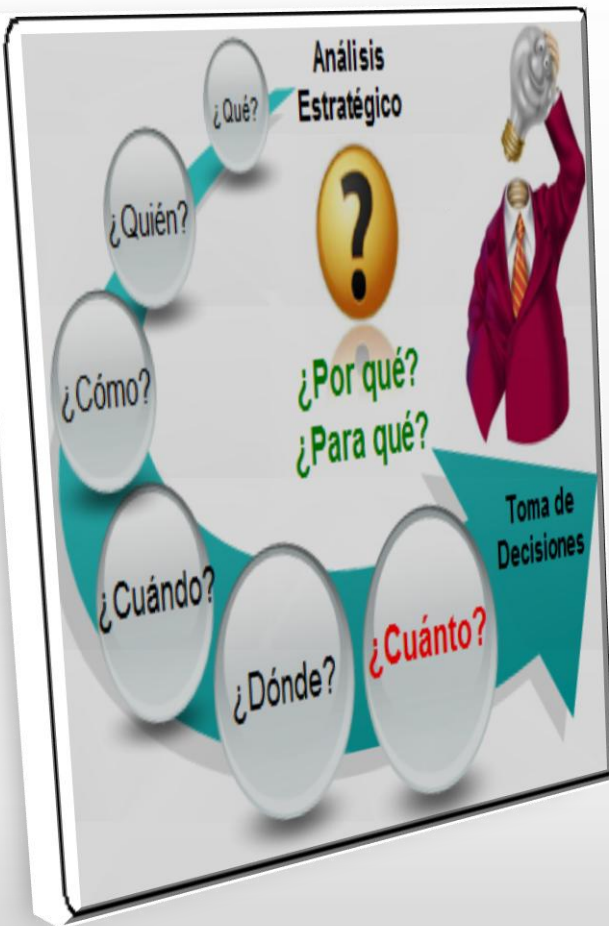 Análisis
Estratégico
¿Qué?
¿Quién?
¿Cómo?
¿Cuándo?
¿Dónde?
¿Cuánto?
?
¿Por qué?
¿Para qué?
Toma de
Decisiones